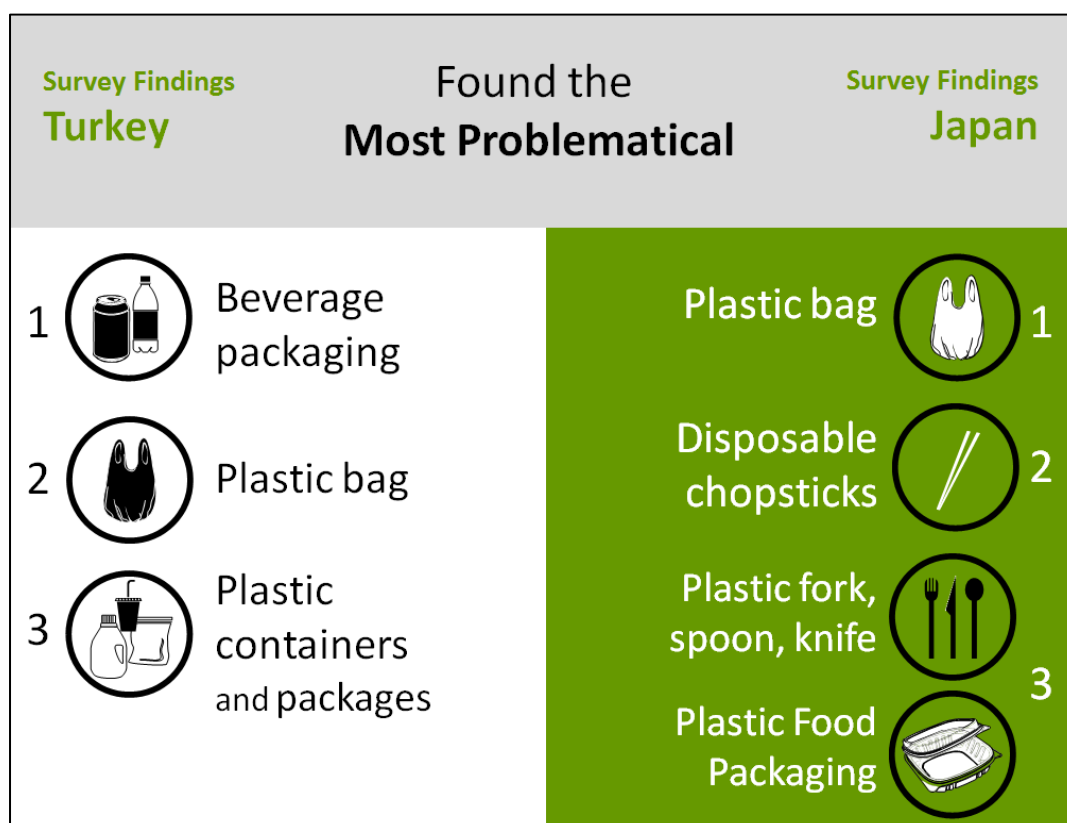 Survey Findings
Turkey
Found the
Most Problematical
Survey Findings
Japan
1
Beverage
packaging
2
Plastic bag
3
Plastic
containers
and packages
Plastic bag
1
Disposable
chopsticks
2
Plastic fork,
spoon, knife
3
Plastic Food
Packaging